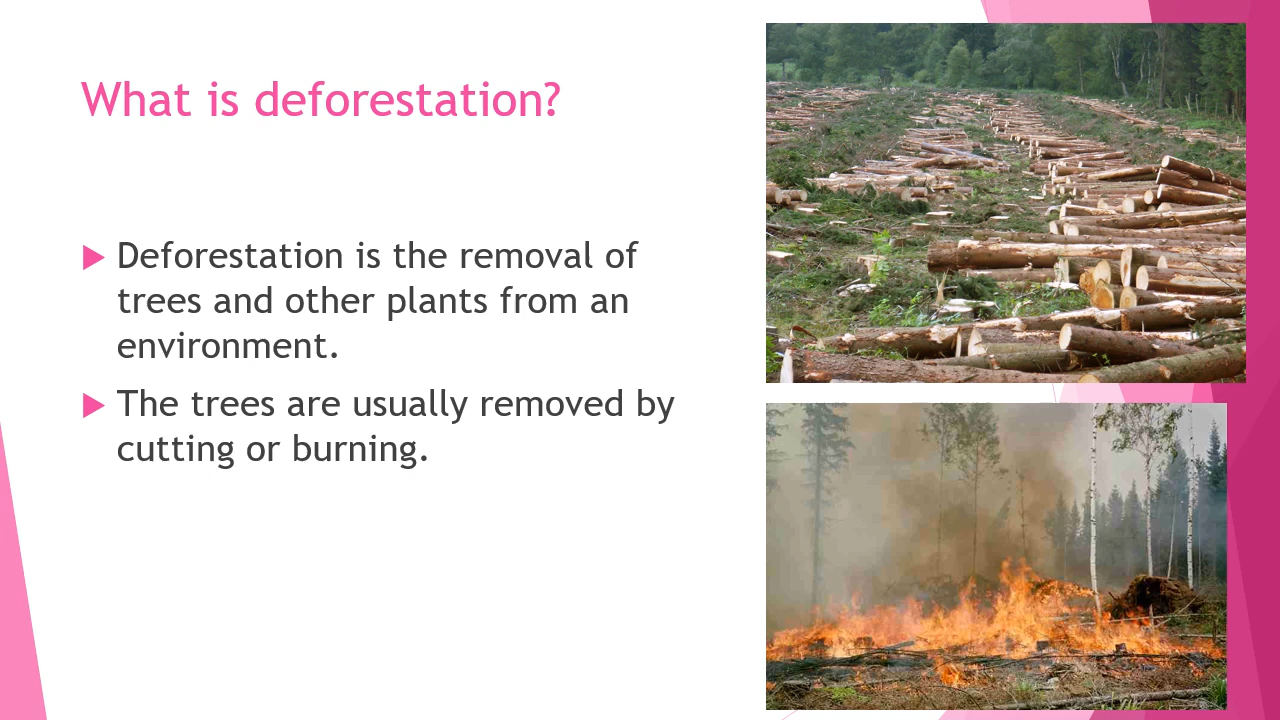 What is deforestation?
Deforestation is the removal of
trees and other plants from an
environment.
The trees are usually removed by
cutting or burning.